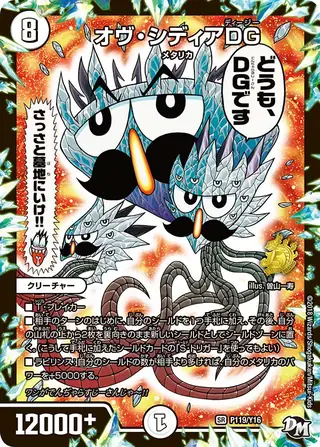 8
オヴ・シディアDG
ディージー
メタリカ
どうも、
DGです
さっさと墓地にいけ!!
クリーチャー
illus. 曽山一寿
■T・ブレイカー
■相手のターンのはじめに、自分のシールドを1つ手札に加え、その後、自分
の山札の上から2枚を裏向きのまま新しいシールドとしてシールドゾーンに置
く。(こうして手札に加えたシールドカードの「S・トリガー」を使ってもよい)
■ラビリンス:自分のシールドの数が相手より多ければ、自分のメタリカのパ
ワーを+5000する。
12000+
T
SR P119/Y16
DM